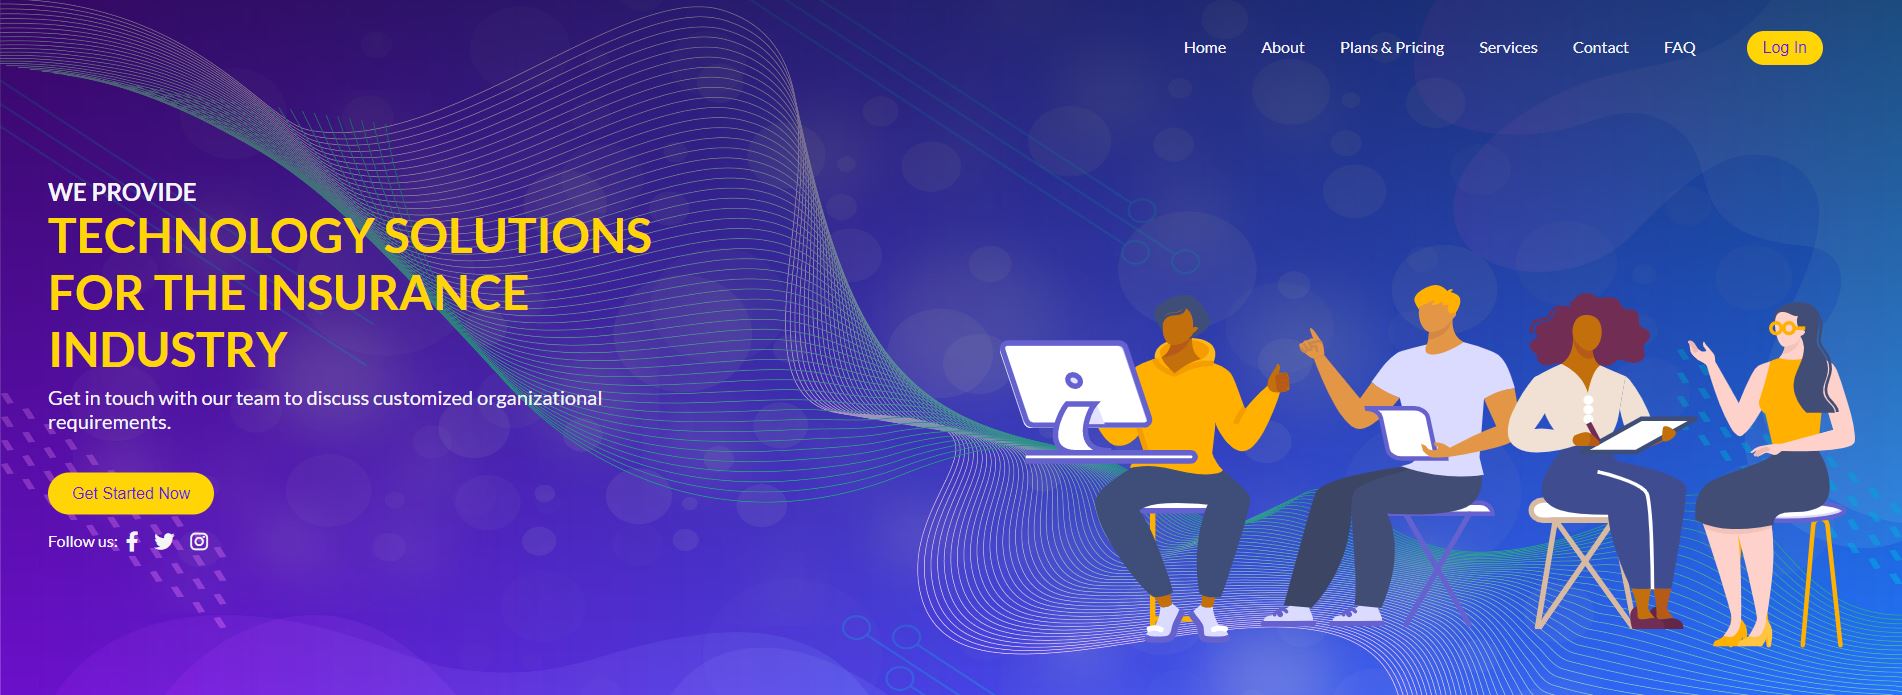 Home About Plans & Pricing Services Contact FAQ Log In
WE PROVIDE
TECHNOLOGY SOLUTIONS
FOR THE INSURANCE
INDUSTRY
Get in touch with our team to discuss customized organizational
requirements.
Get Started Now
Follow us: